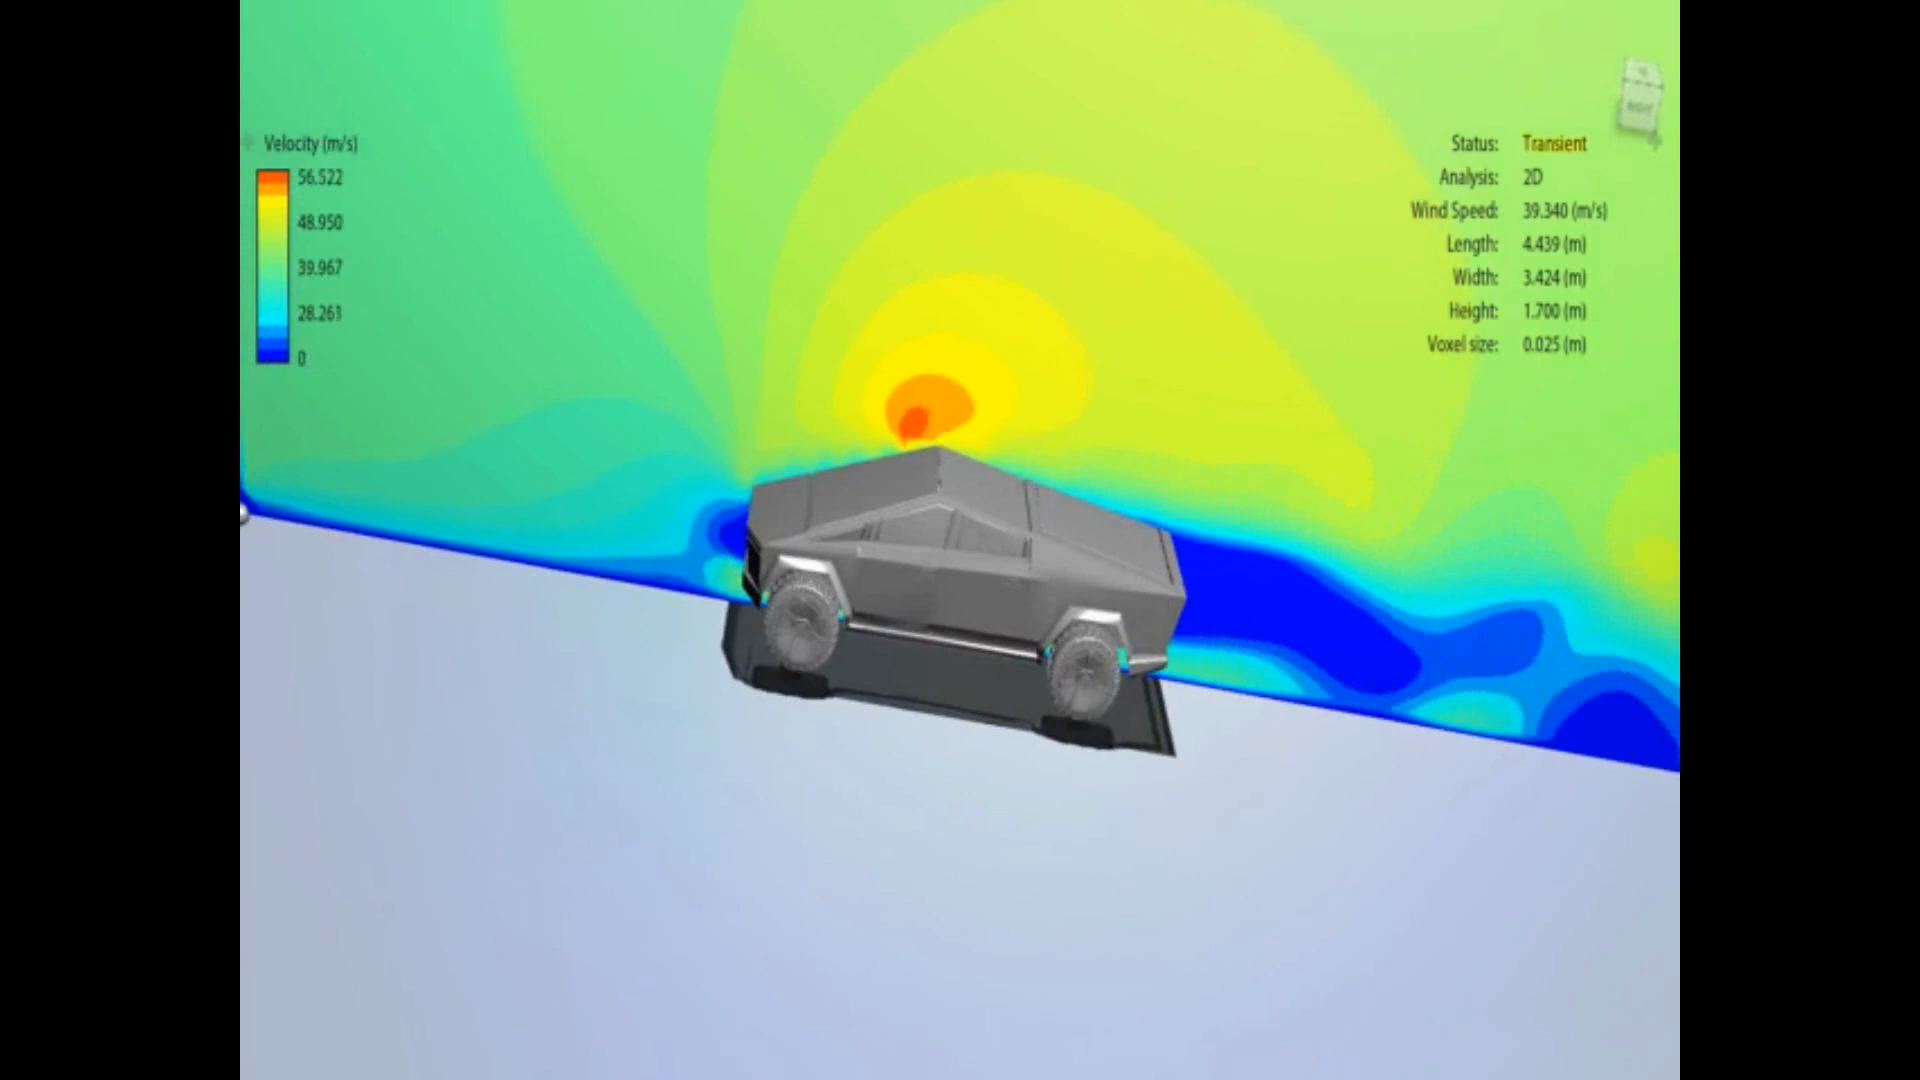 Velocity (m/s)
56.522
48.950
39.967
28.261
0
Status: Transient
Analysis: 2D
Wind Speed: 39.340 (m/s)
Length: 4.439 (m)
Width: 3.424 (m)
Height: 1.700 (m)
Voxel size: 0.025 (m)
RIGHT